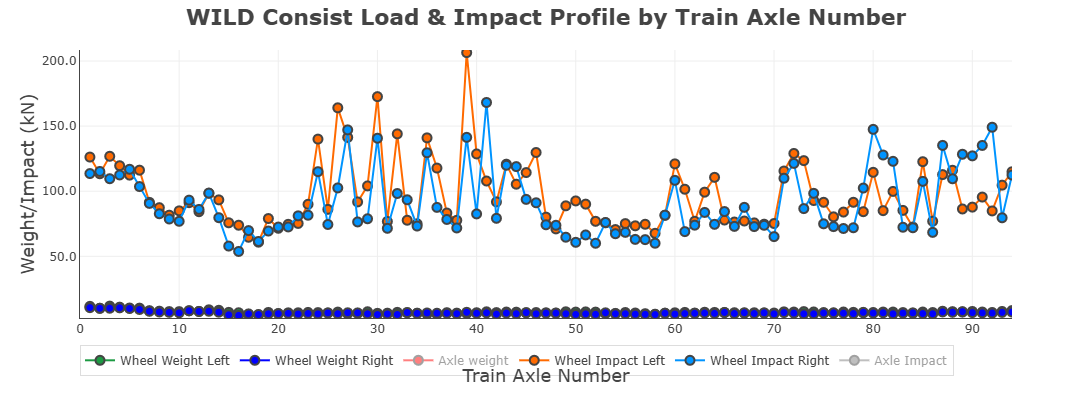 WILD Consist Load & Impact Profile by Train Axle Number
Weight/Impact (kN)
200.0
150.0
100.0
50.0
0 10 20 30 40 50 60 70 80 90
Wheel Weight Left Wheel Weight Right Axle weight Wheel Impact Left Wheel Impact Right Axle Impact
Train Axle Number